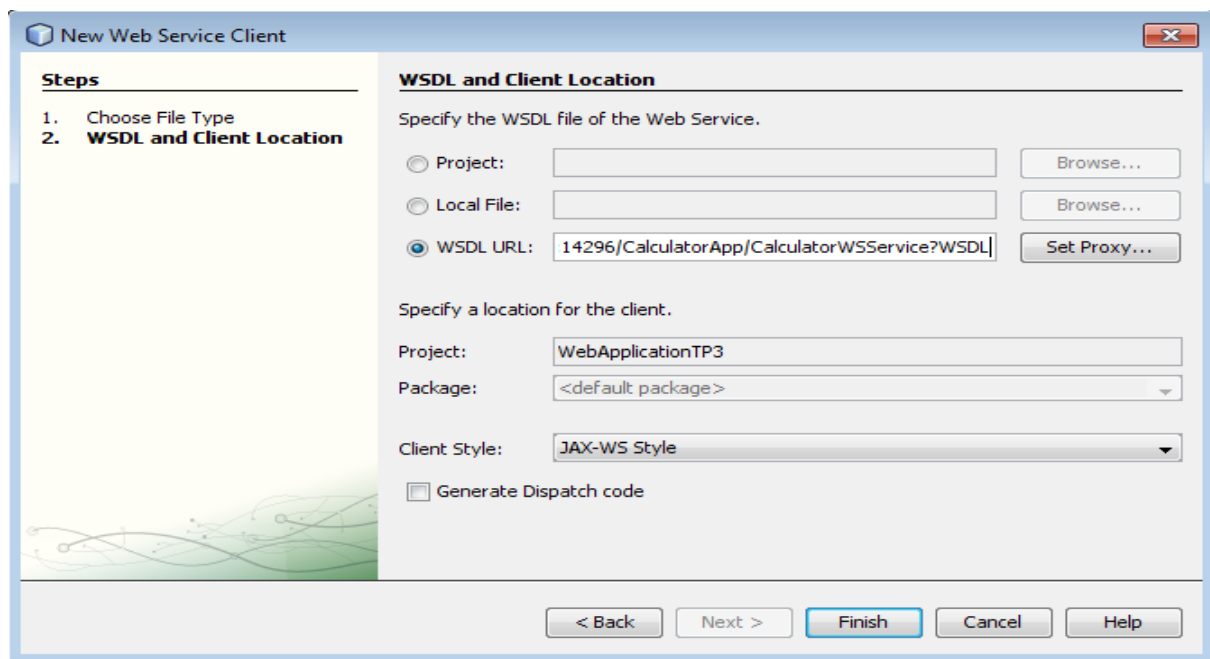 New Web Service Client
Steps
1. Choose File Type
2. WSDL and Client Location
WSDL and Client Location
Specify the WSDL file of the Web Service.
Project:
Browse...
Local File:
Browse...
WSDL URL:
14296/CalculatorApp/CalculatorWSService?WSDL
Set Proxy...
Specify a location for the client.
Project:
WebApplicationTP3
Package:
<default package>
Client Style:
JAX-WS Style
Generate Dispatch code
< Back
Next >
Finish
Cancel
Help